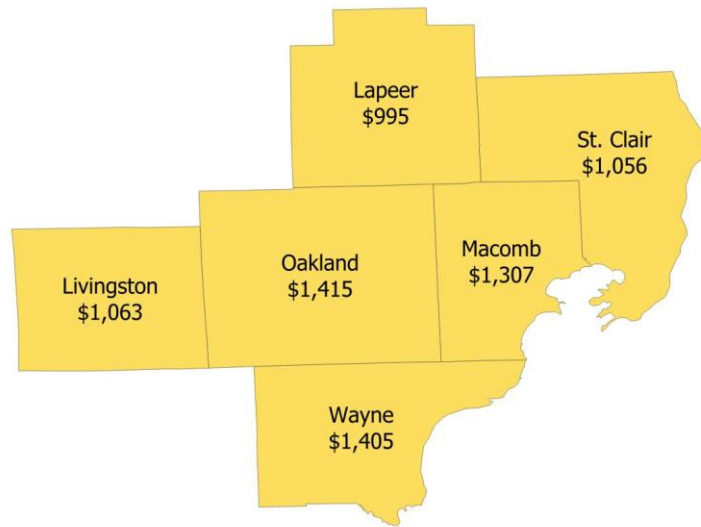 Lapeer
$995
St. Clair
$1,056
Macomb
$1,307
Oakland
$1,415
Livingston
$1,063
Wayne
$1,405